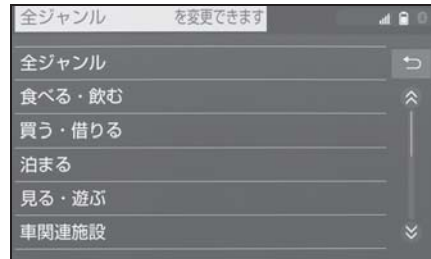 全ジャンル を変更できます
全ジャンル
食べる・飲む
買う・借りる
泊まる
見る・遊ぶ
車関連施設